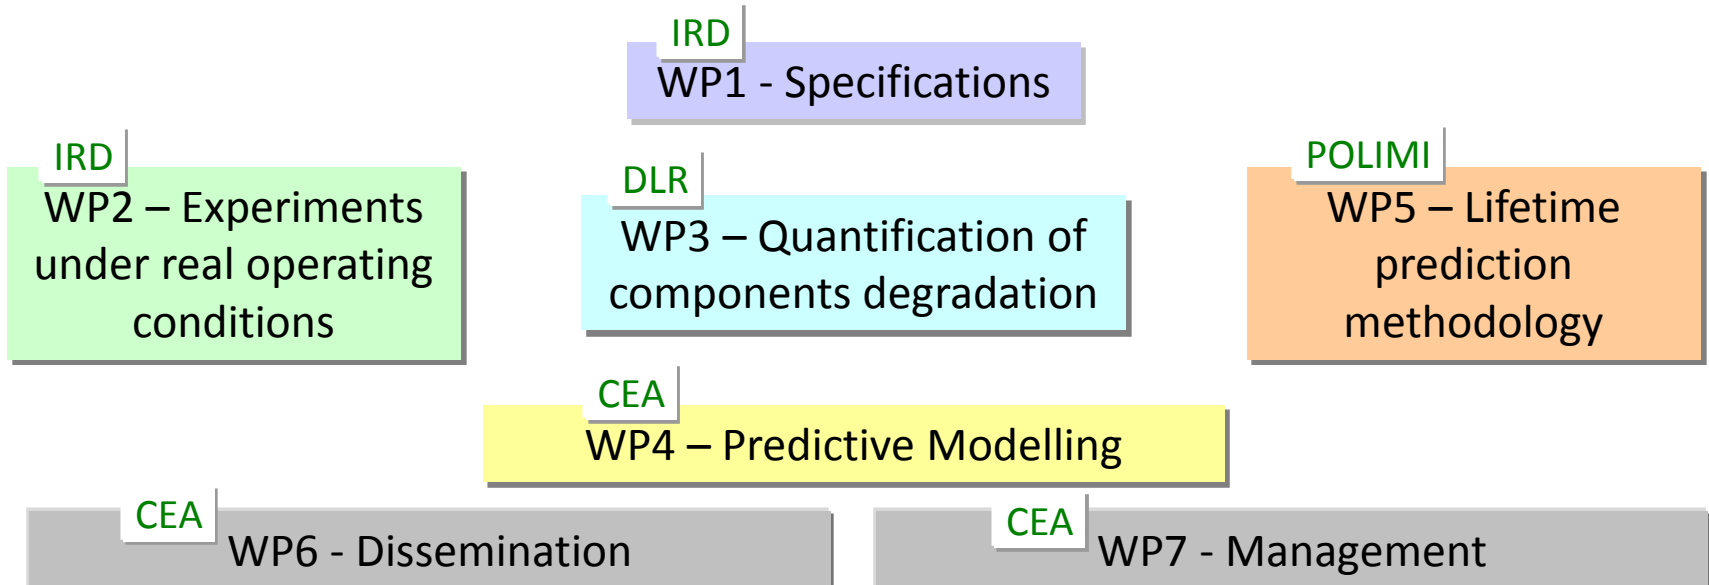 IRD
WP1 - Specifications
IRD
WP2 – Experiments
under real operating
conditions
DLR
WP3 – Quantification of
components degradation
POLIMI
WP5 – Lifetime
prediction
methodology
CEA
WP4 – Predictive Modelling
CEA
WP6 - Dissemination
CEA
WP7 - Management